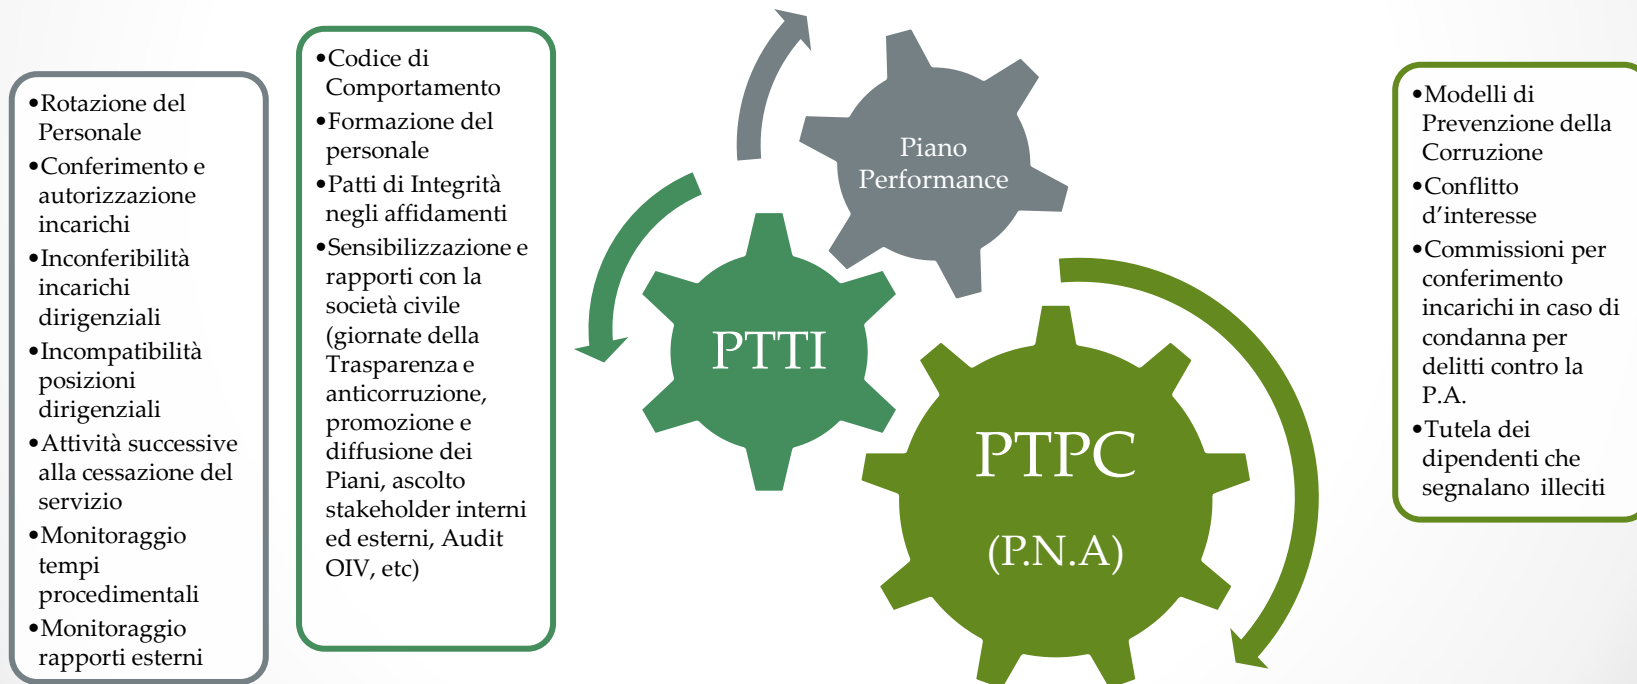 •Rotazione del
Personale
•Conferimento e
autorizzazione
incarichi
•Inconferibilità
incarichi
dirigenziali
•Incompatibilità
posizioni
dirigenziali
•Attività successive
alla cessazione del
servizio
•Monitoraggio
tempi
procedimentali
•Monitoraggio
rapporti esterni
•Codice di
Comportamento
•Formazione del
personale
•Patti di Integrità
negli affidamenti
•Sensibilizzazione e
rapporti con la
società civile
(giornate della
Trasparenza e
anticorruzione,
promozione e
diffusione dei
Piani, ascolto
stakeholder interni
ed esterni, Audit
OIV, etc)
Piano
Performance
PTTI
PTPC
(P.N.A)
•Modelli di
Prevenzione della
Corruzione
•Conflitto
d’interesse
•Commissioni per
conferimento
incarichi in caso di
condanna per
delitti contro la
P.A.
•Tutela dei
dipendenti che
segnalano illeciti